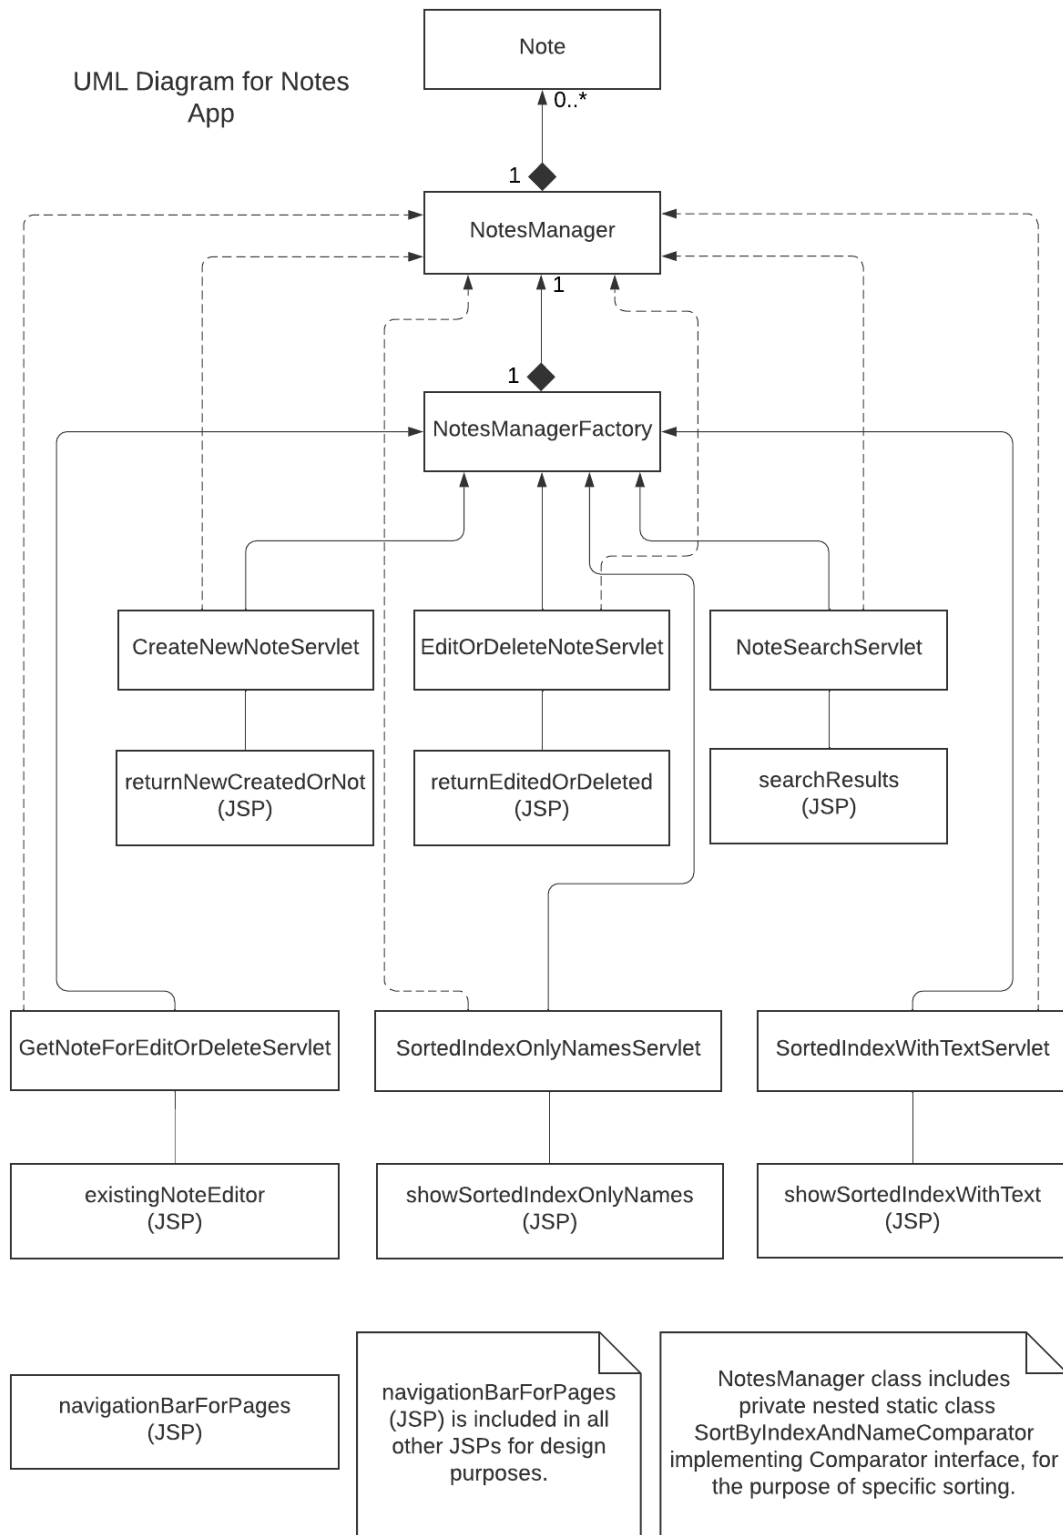 Note
UML Diagram for Notes
App
0..*
1
NotesManager
1
1
NotesManagerFactory
CreateNewNoteServlet
EditOrDeleteNoteServlet
NoteSearchServlet
returnNewCreatedOrNot
(JSP)
returnEditedOrDeleted
(JSP)
searchResults
(JSP)
GetNoteForEditOrDeleteServlet
SortedIndexOnlyNamesServlet
SortedIndexWithTextServlet
existingNoteEditor
(JSP)
showSortedIndexOnlyNames
(JSP)
showSortedIndexWithText
(JSP)
navigationBarForPages
(JSP)
navigationBarForPages
(JSP) is included in all
other JSPs for design
purposes.
NotesManager class includes
private nested static class
SortByIndexAndNameComparator
implementing Comparator interface, for
the purpose of specific sorting.